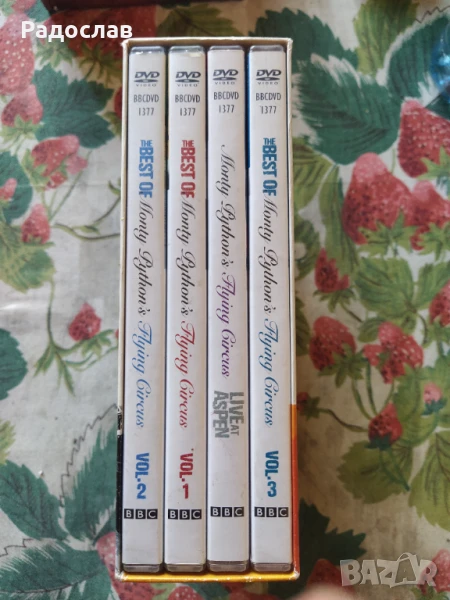 Радослав
DVD
VIDEO
BBCDVD
1377
THE BEST OF Monty Python's Flying Circus
VOL·2
BBC
DVD
VIDEO
BBCDVD
1377
THE BEST OF Monty Python's Flying Circus
VOL·1
BBC
DVD
VIDEO
BBCDVD
1377
Monty Python's Flying Circus
LIVE AT
ASPEN
BBC
DVD
VIDEO
BBCDVD
1377
THE BEST OF Monty Python's Flying Circus
VOL·3
BBC
BAZAR